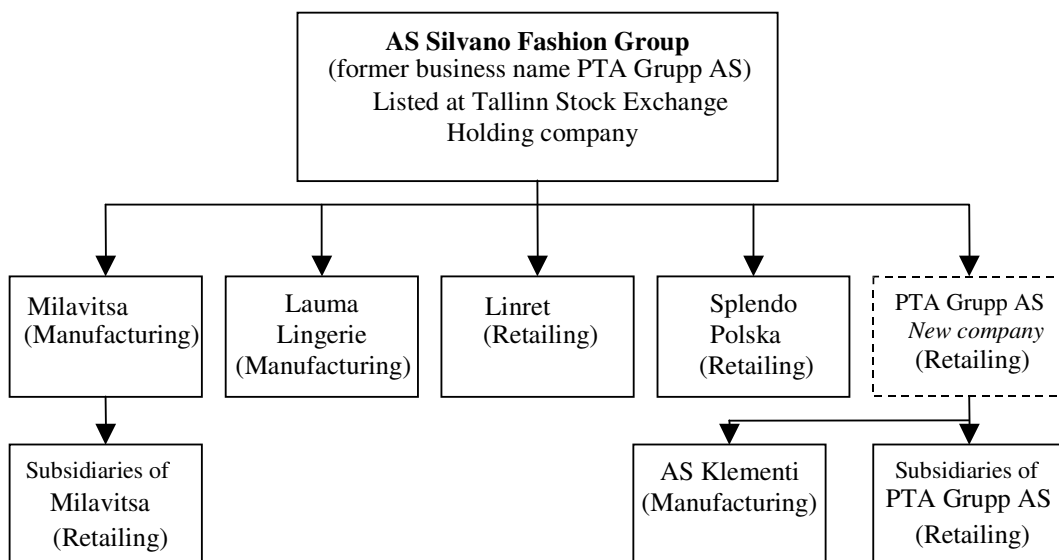 AS Silvano Fashion Group
(former business name PTA Grupp AS)
Listed at Tallinn Stock Exchange
Holding company
Milavitsa
(Manufacturing)
Lauma
Lingerie
(Manufacturing)
Linret
(Retailing)
Splendo
Polska
(Retailing)
PTA Grupp AS
New company
(Retailing)
Subsidiaries of
Milavitsa
(Retailing)
AS Klementi
(Manufacturing)
Subsidiaries of
PTA Grupp AS
(Retailing)